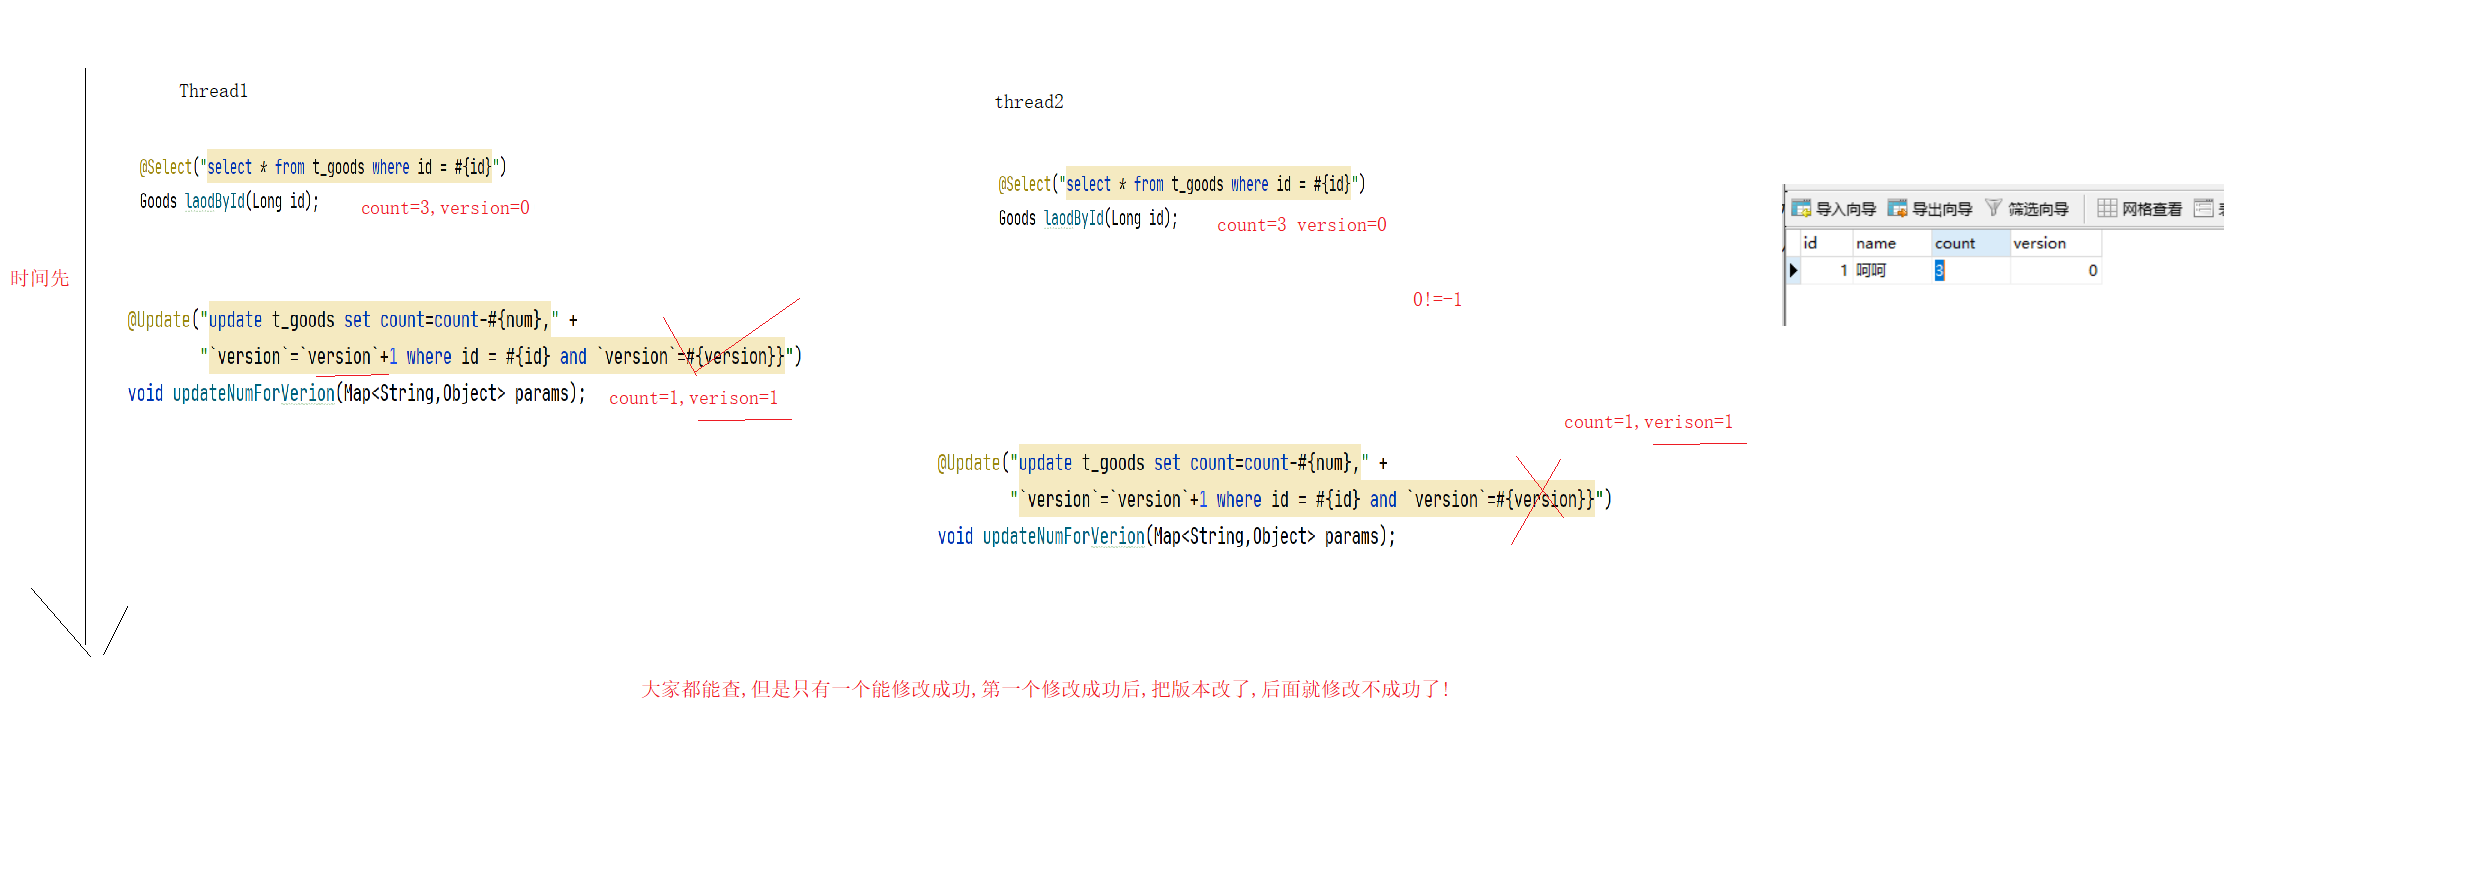 Thread1
thread2
@Select("select * from t_goods where id = #{id}")
Goods laodById(Long id);
count=3,version=0
@Select("select * from t_goods where id = #{id}")
Goods laodById(Long id);
count=3 version=0
导入向导 导出向导 筛选向导 网格查看
id name count version
1 呵呵 3 0
时间先
0!=-1
@Update("update t_goods set count=count-#{num}," +
"`version`=`version`+1 where id = #{id} and `version`=#{version}}")
void updateNumForVerion(Map<String,Object> params);
count=1,verison=1
count=1,verison=1
@Update("update t_goods set count=count-#{num}," +
"`version`=`version`+1 where id = #{id} and `version`=#{version}}")
void updateNumForVerion(Map<String,Object> params);
大家都能查,但是只有一个能修改成功,第一个修改成功后,把版本改了,后面就修改不成功了!